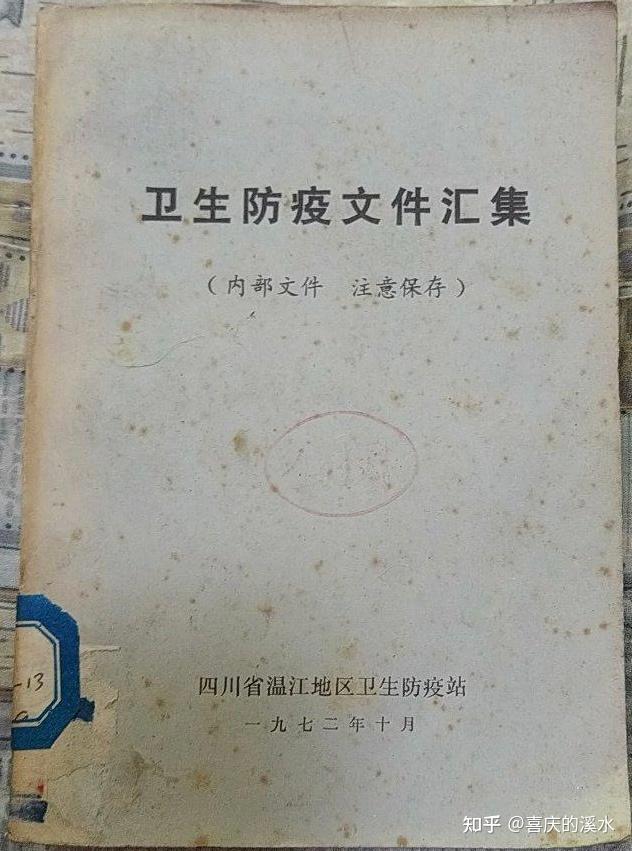 卫生防疫文件汇集
（内部文件　注意保存）
-13
四川省温江地区卫生防疫站
一九七二年十月
知乎 @喜庆的溪水